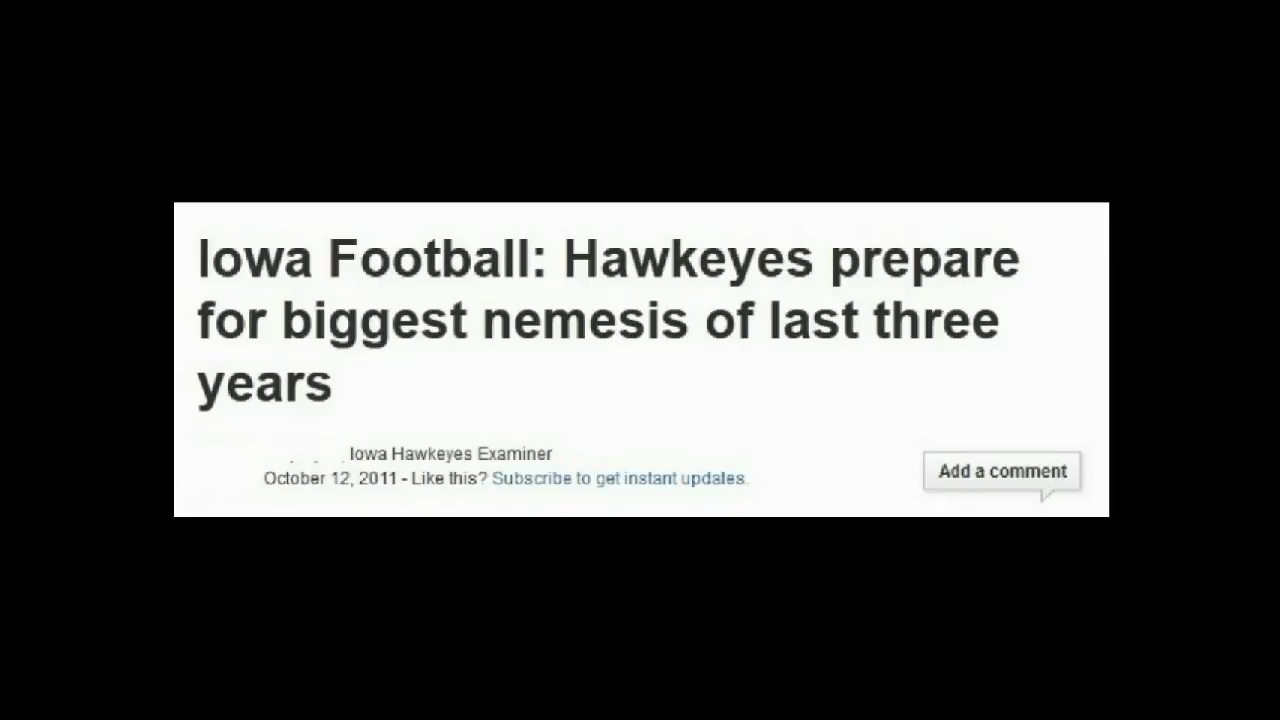 Iowa Football: Hawkeyes prepare
for biggest nemesis of last three
years
Iowa Hawkeyes Examiner
October 12, 2011 - Like this? Subscribe to get instant updates.
Add a comment